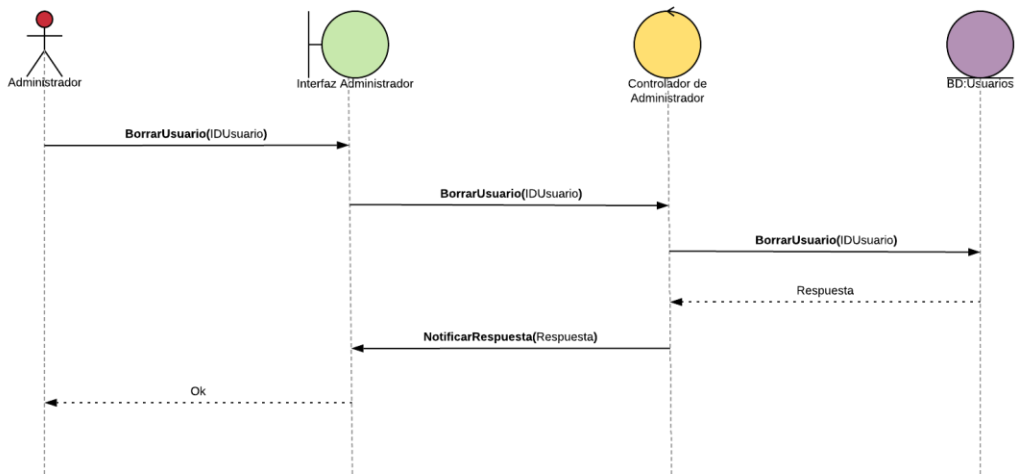 Administrador
Interfaz Administrador
Controlador de
Administrador
BD:Usuarios
BorrarUsuario(IDUsuario)
BorrarUsuario(IDUsuario)
BorrarUsuario(IDUsuario)
Respuesta
NotificarRespuesta(Respuesta)
Ok